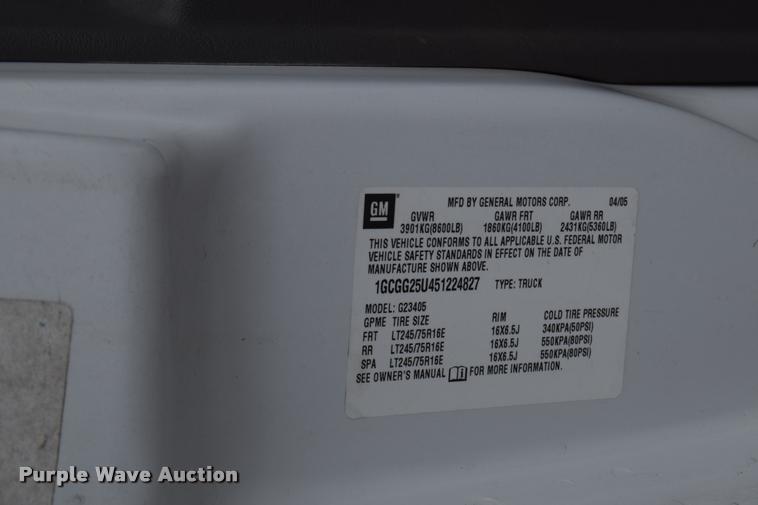 GM ® MFD BY GENERAL MOTORS CORP. 04/05
GVWR GAWR FRT GAWR RR
3901KG(8600LB) 1860KG(4100LB) 2431KG(5360LB)
THIS VEHICLE CONFORMS TO ALL APPLICABLE U.S. FEDERAL MOTOR
VEHICLE SAFETY STANDARDS IN EFFECT ON THE DATE OF
MANUFACTURE SHOWN ABOVE.
1GCGG25U451224827 TYPE: TRUCK
MODEL: G23405
GPME TIRE SIZE RIM COLD TIRE PRESSURE
FRT LT245/75R16E 16X6.5J 340KPA(50PSI)
RR LT245/75R16E 16X6.5J 550KPA(80PSI)
SPA LT245/75R16E 16X6.5J 550KPA(80PSI)
SEE OWNER'S MANUAL FOR MORE INFORMATION.
Purple Wave Auction